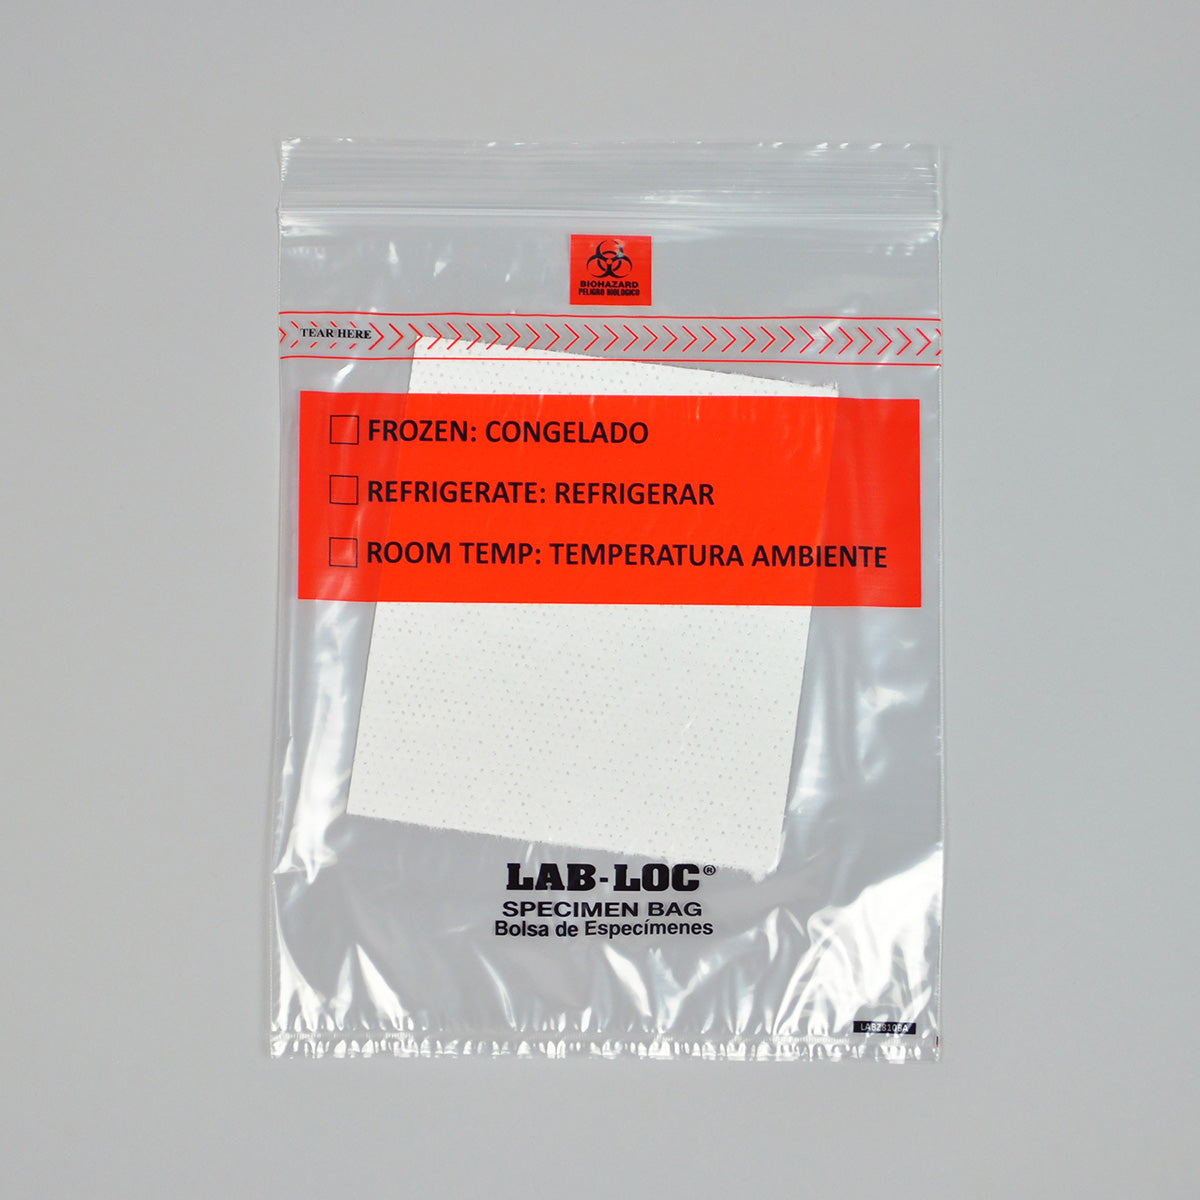 BIOHAZARD
PELIGRO BIOLOGICO
TEAR HERE
FROZEN: CONGELADO
REFRIGERATE: REFRIGERAR
ROOM TEMP: TEMPERATURA AMBIENTE
LAB-LOC®
SPECIMEN BAG
Bolsa de Especímenes